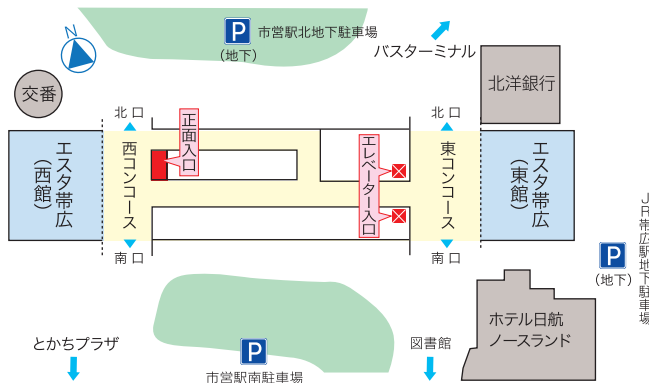 N
P
市営駅北地下駐車場
(地下)
バスターミナル
北洋銀行
交番
北口
正面入口
北口
エスタ帯広
(西館)
西コンコース
エレベーター入口
東コンコース
エスタ帯広
(東館)
南口
南口
P
(地下)
JR帯広駅地下駐車場
ホテル日航
ノースランド
とかちプラザ
P
市営駅南駐車場
図書館